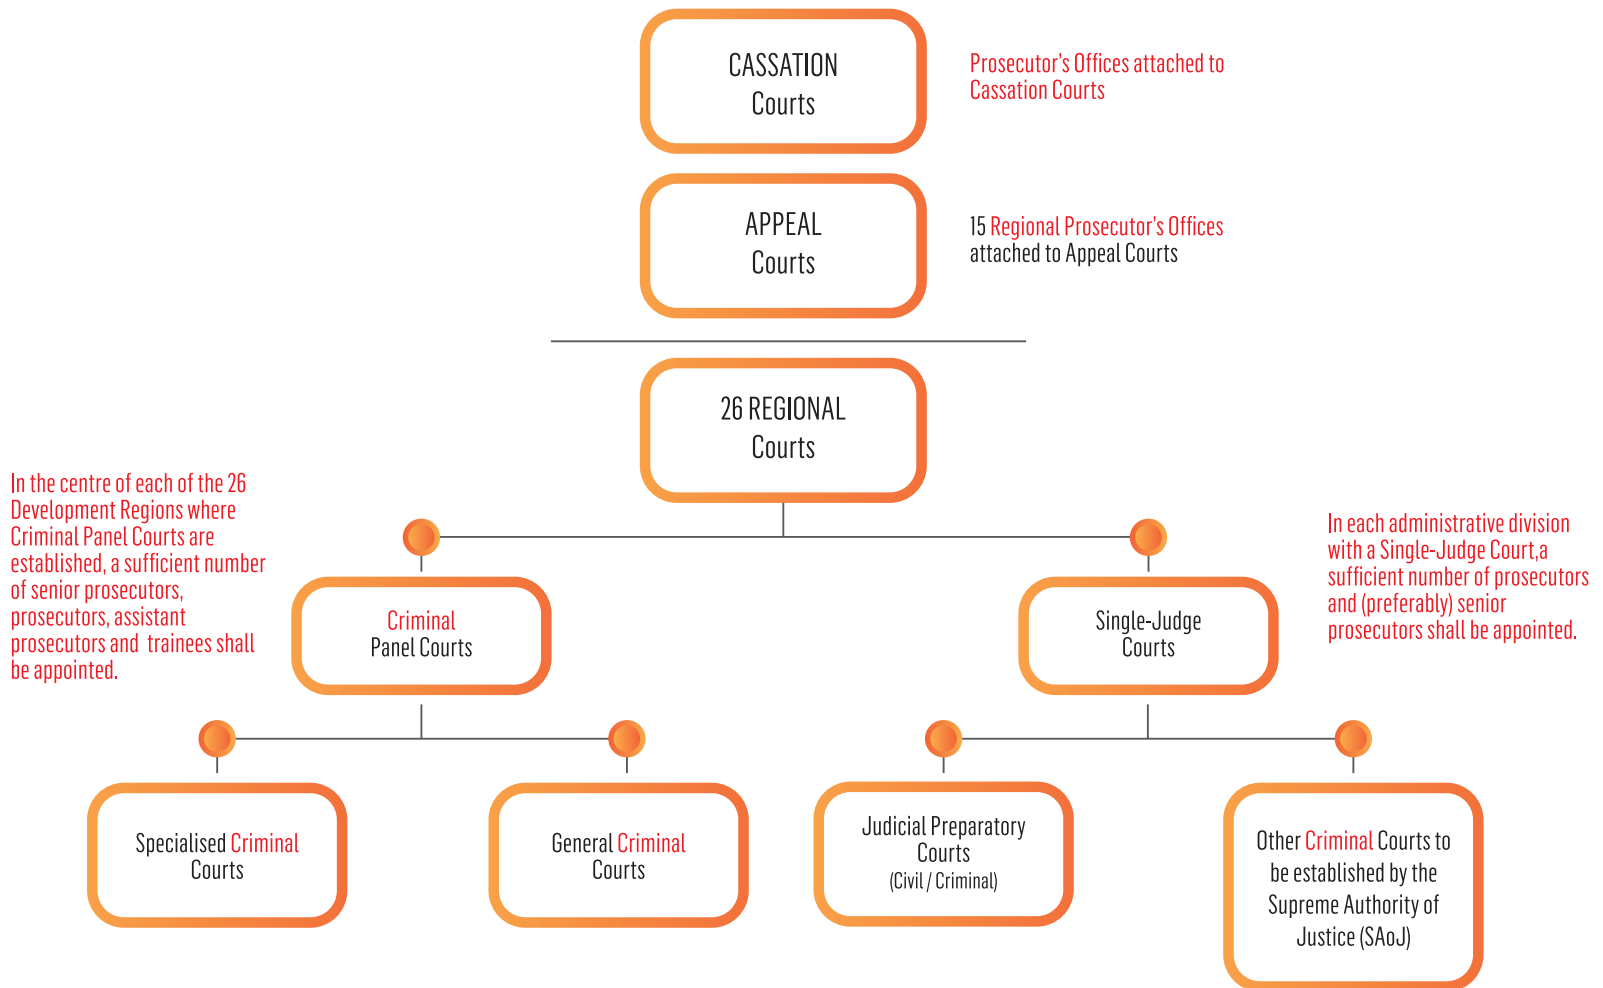 CASSATION
Courts
Prosecutor's Offices attached to
Cassation Courts
APPEAL
Courts
15 Regional Prosecutor's Offices
attached to Appeal Courts
26 REGIONAL
Courts
In the centre of each of the 26
Development Regions where
Criminal Panel Courts are
established, a sufficient number
of senior prosecutors,
prosecutors, assistant
prosecutors and trainees shall
be appointed.
In each administrative division
with a Single-Judge Court,a
sufficient number of prosecutors
and (preferably) senior
prosecutors shall be appointed.
Criminal
Panel Courts
Single-Judge
Courts
Specialised Criminal
Courts
General Criminal
Courts
Judicial Preparatory
Courts
(Civil / Criminal)
Other Criminal Courts to
be established by the
Supreme Authority of
Justice (SAoJ)